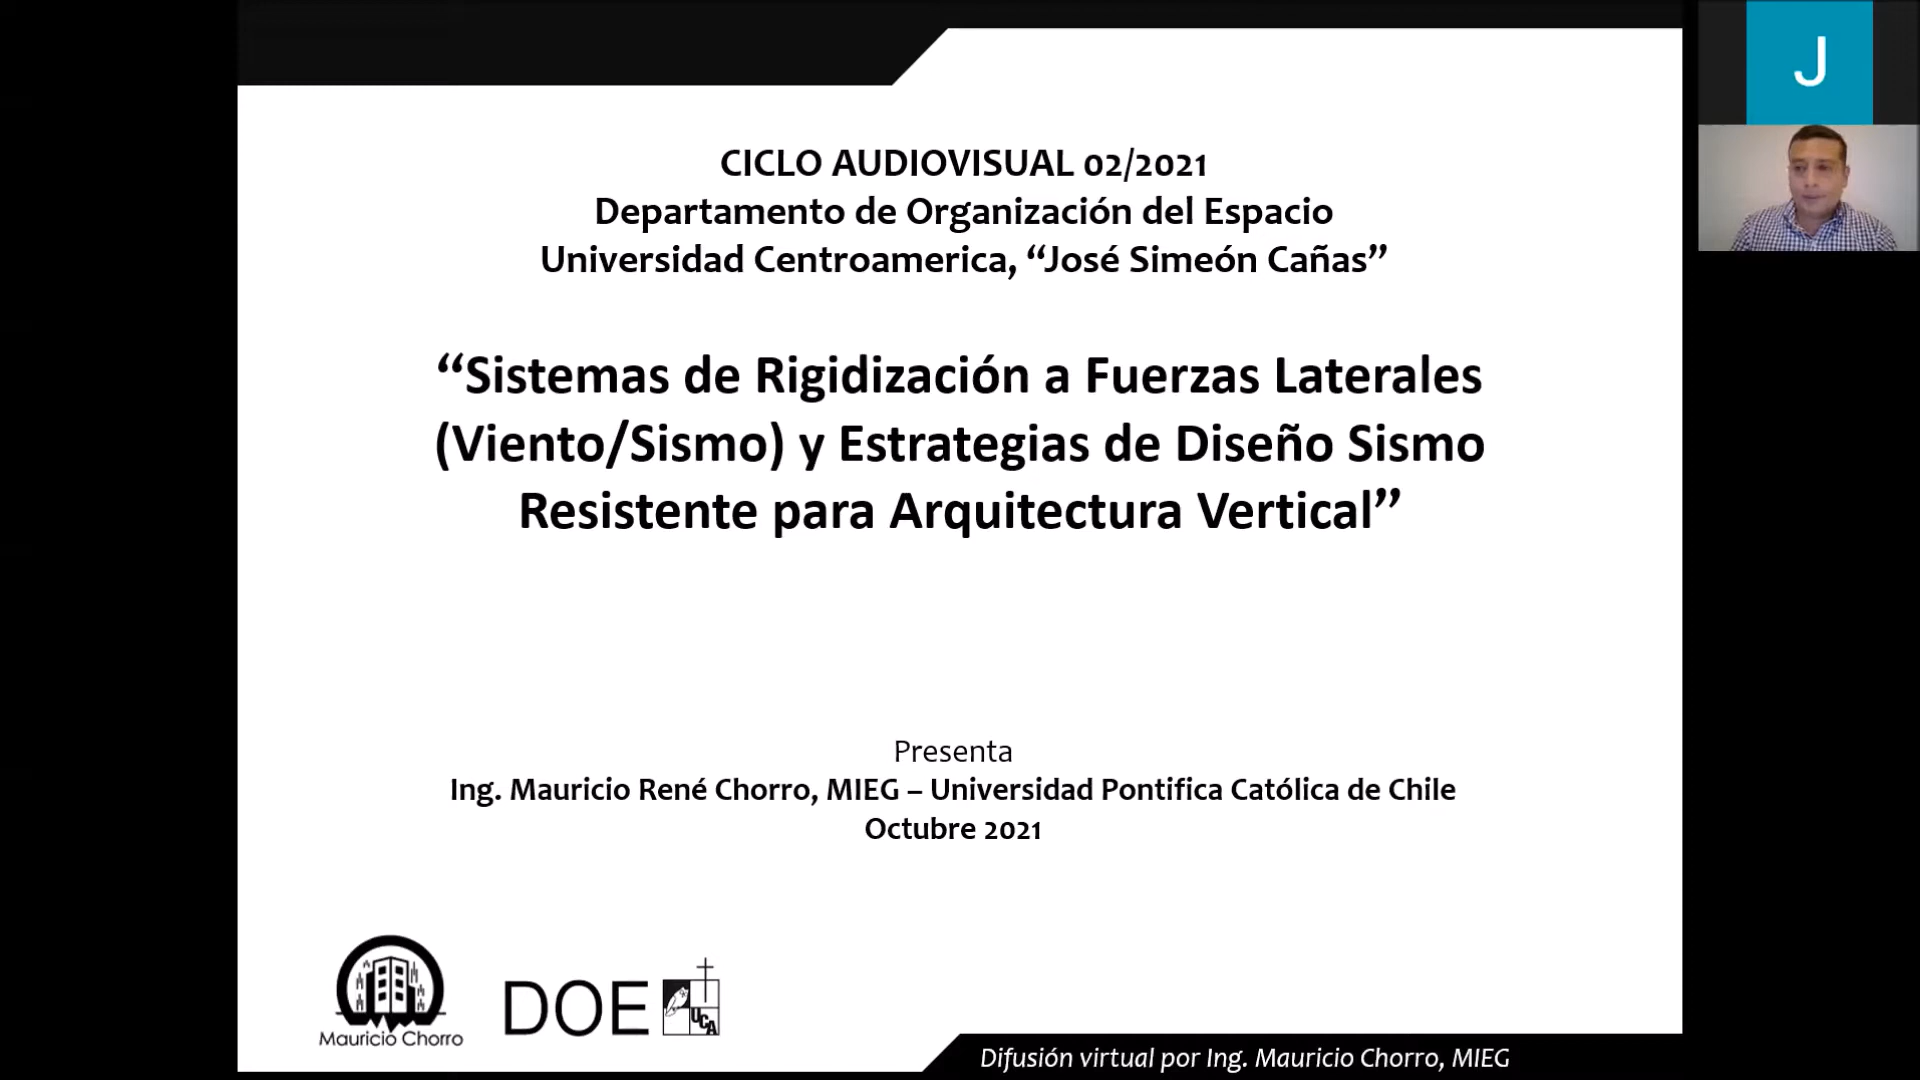 J
CICLO AUDIOVISUAL 02/2021
Departamento de Organización del Espacio
Universidad Centroamerica, “José Simeón Cañas”
“Sistemas de Rigidización a Fuerzas Laterales
(Viento/Sismo) y Estrategias de Diseño Sismo
Resistente para Arquitectura Vertical”
Presenta
Ing. Mauricio René Chorro, MIEG – Universidad Pontifica Católica de Chile
Octubre 2021
Mauricio Chorro
DOE
UCA
Difusión virtual por Ing. Mauricio Chorro, MIEG